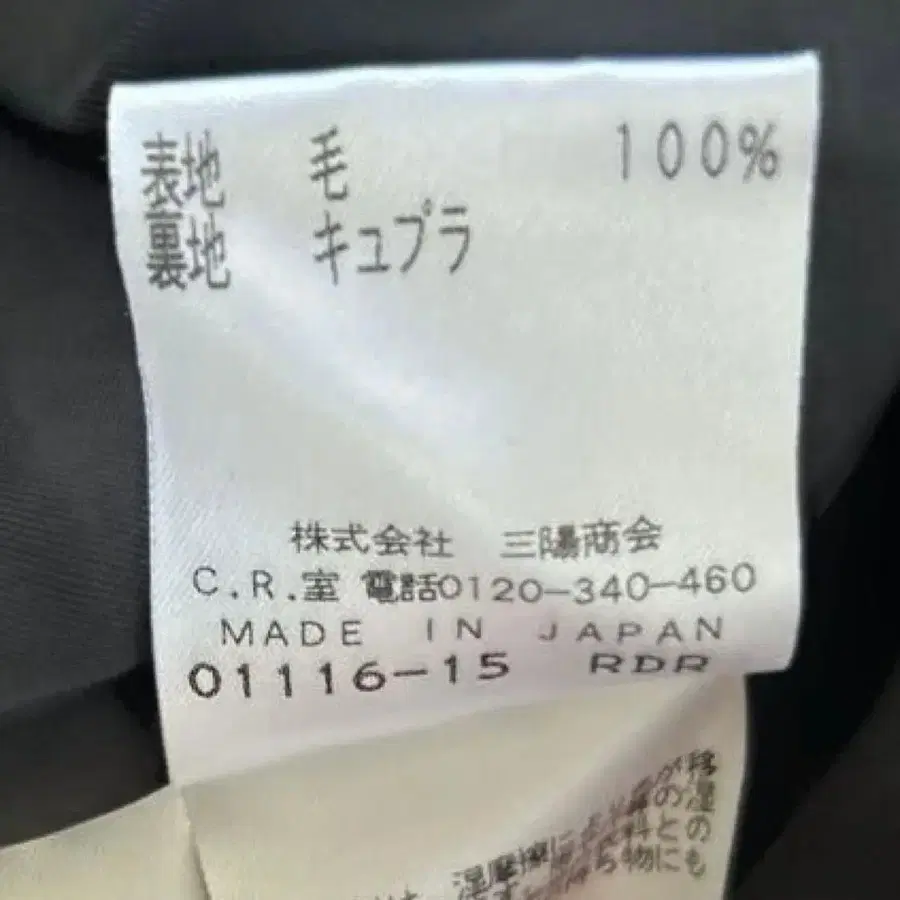 表地 毛 100%
裏地 キュプラ
株式会社 三陽商会
C.R.室 電話0120-340-460
MADE IN JAPAN
01116-15 RDR